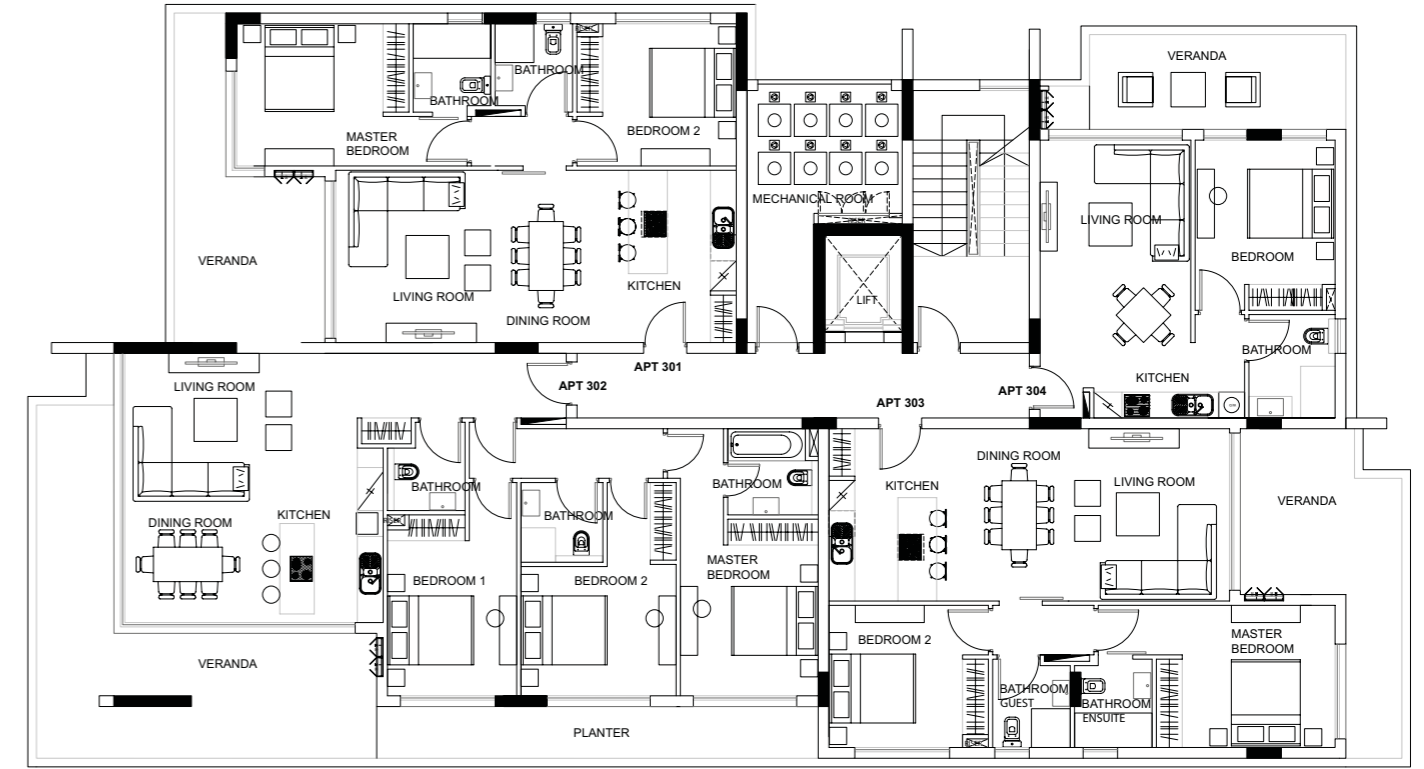 VERANDA
BATHROOM
BATHROOM
MASTER
BEDROOM
BEDROOM 2
MECHANICAL ROOM
LIVING ROOM
BEDROOM
VERANDA
LIVING ROOM
DINING ROOM
KITCHEN
LIFT
BATHROOM
KITCHEN
APT 301
APT 302
APT 303
APT 304
LIVING ROOM
DINING ROOM
KITCHEN
BATHROOM
BATHROOM
BATHROOM
BEDROOM 1
BEDROOM 2
MASTER
BEDROOM
VERANDA
PLANTER
DINING ROOM
KITCHEN
LIVING ROOM
VERANDA
BEDROOM 2
MASTER
BEDROOM
BATHROOM
GUEST
BATHROOM
ENSUITE